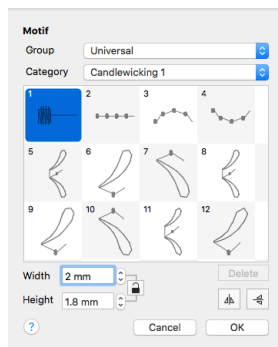 Motif
Group Universal
Category Candlewicking 1
1 2 3 4
5 6 7 8
9 10 11 12
Width 2 mm Delete
Height 1.8 mm
? Cancel OK